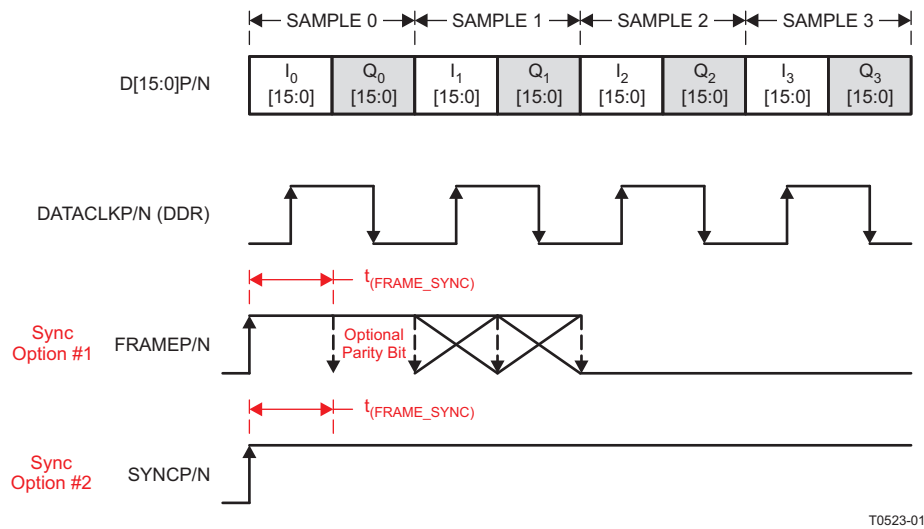 SAMPLE 0 SAMPLE 1 SAMPLE 2 SAMPLE 3
D[15:0]P/N
I0 Q0 I1 Q1 I2 Q2 I3 Q3
[15:0] [15:0] [15:0] [15:0] [15:0] [15:0] [15:0] [15:0]
DATACLKP/N (DDR)
t(FRAME_SYNC)
Sync
Option #1
FRAMEP/N
Optional
Parity Bit
t(FRAME_SYNC)
Sync
Option #2
SYNCP/N
T0523-01